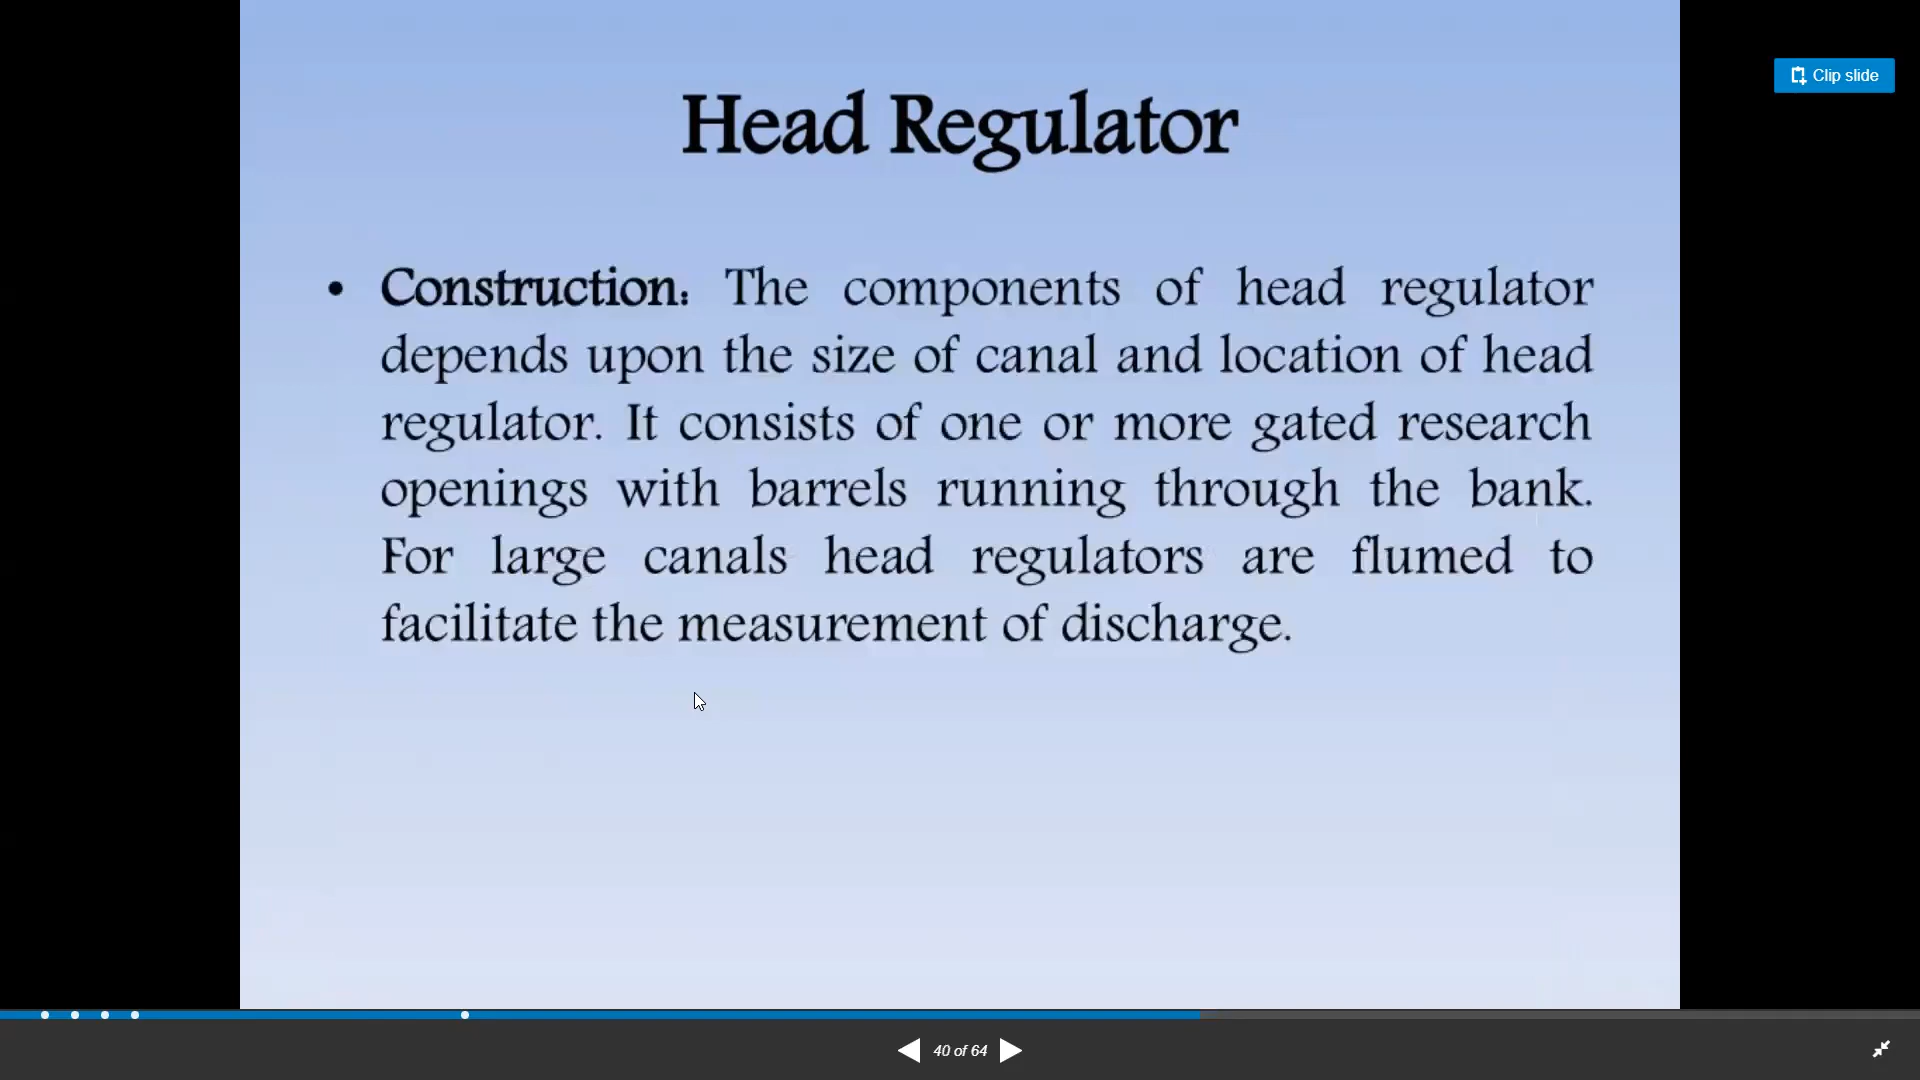 Clip slide
Head Regulator
• Construction: The components of head regulator
depends upon the size of canal and location of head
regulator. It consists of one or more gated research
openings with barrels running through the bank.
For large canals head regulators are flumed to
facilitate the measurement of discharge.
40 of 64